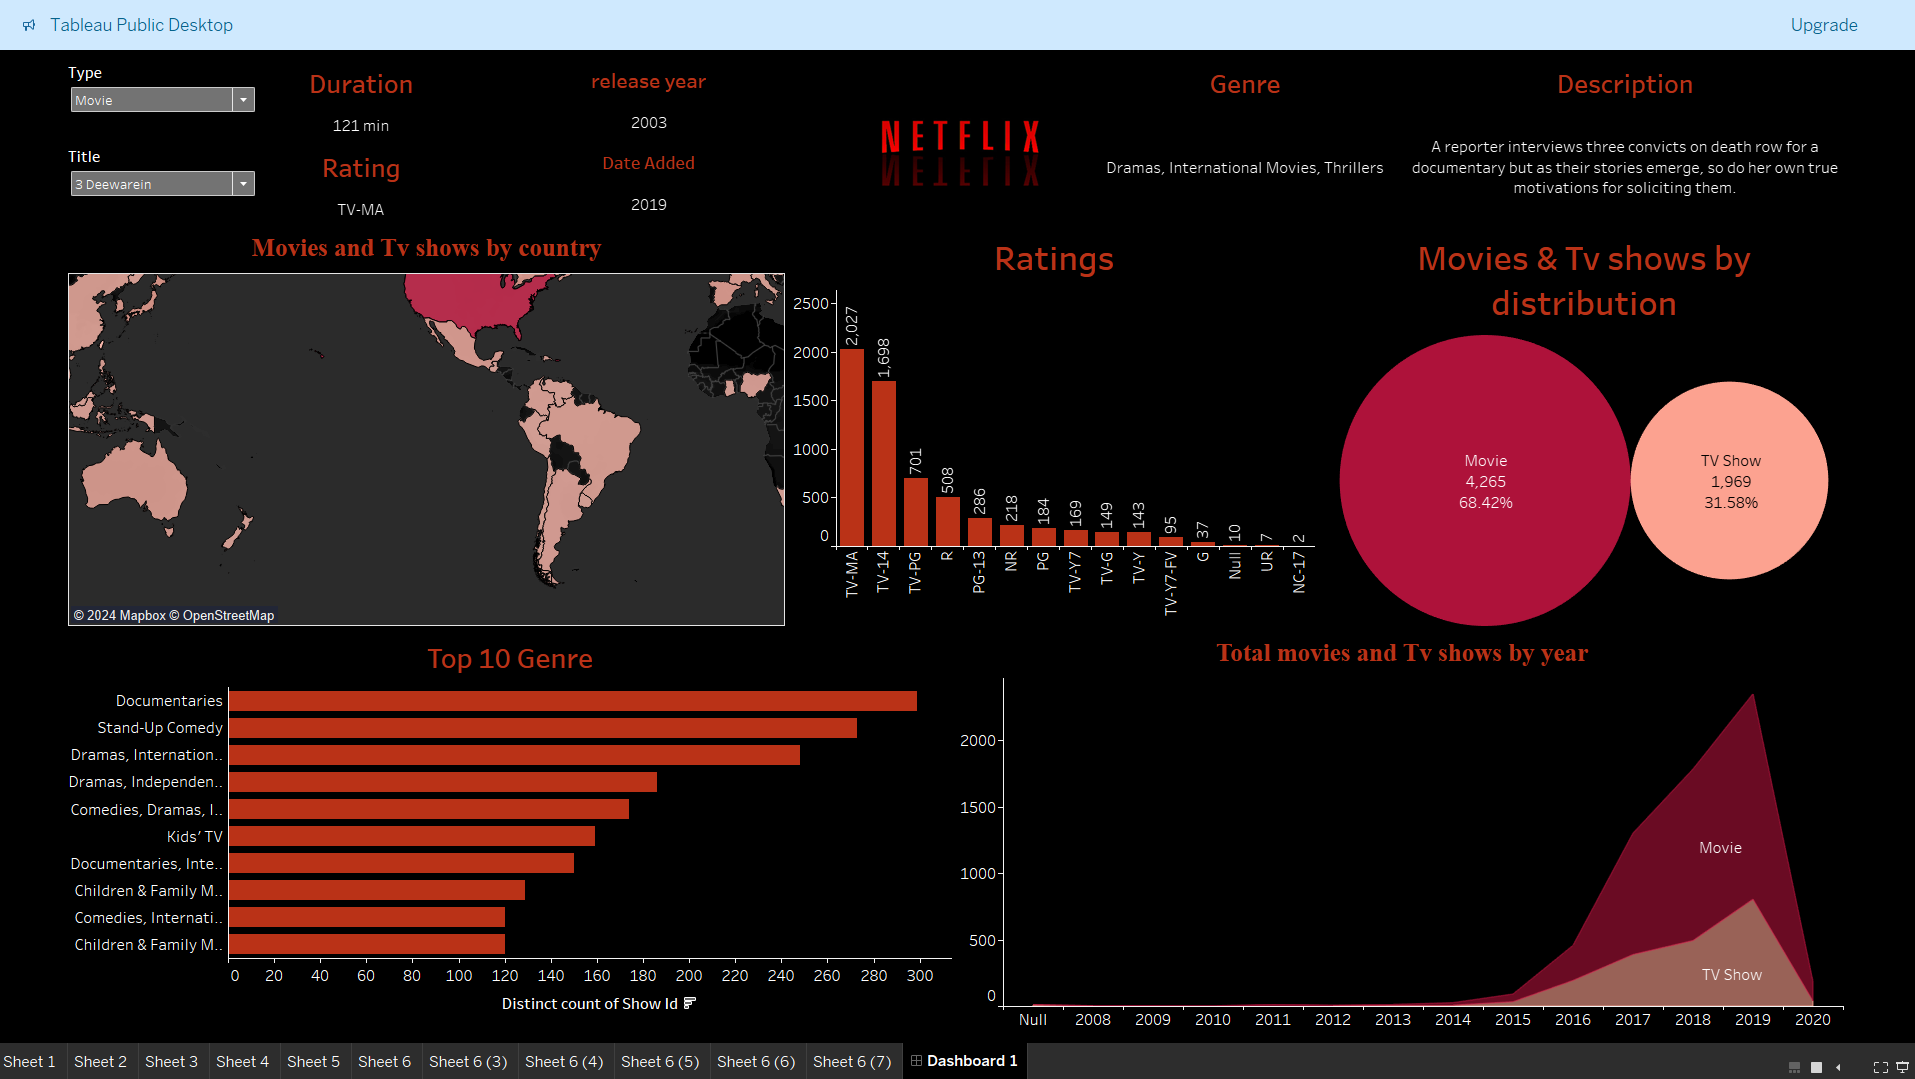 Tableau Public Desktop
Upgrade
Type
Movie
Title
3 Deewarein
Duration
121 min
Rating
TV-MA
release year
2003
Date Added
2019
NETFLIX
Genre
Dramas, International Movies, Thrillers
Description
A reporter interviews three convicts on death row for a
documentary but as their stories emerge, so do her own true
motivations for soliciting them.
Movies and Tv shows by country
© 2024 Mapbox © OpenStreetMap
Ratings
2500
2000
1500
1000
500
0
2,027
1,698
701
508
286
218
184
169
149
143
95
37
10
7
2
TV-MA
TV-14
TV-PG
R
PG-13
NR
PG
TV-Y7
TV-G
TV-Y
TV-Y7-FV
G
Null
UR
NC-17
Movies & Tv shows by
distribution
Movie
4,265
68.42%
TV Show
1,969
31.58%
Top 10 Genre
Documentaries
Stand-Up Comedy
Dramas, Internation..
Dramas, Independen..
Comedies, Dramas, I..
Kids’ TV
Documentaries, Inte..
Children & Family M..
Comedies, Internati..
Children & Family M..
0 20 40 60 80 100 120 140 160 180 200 220 240 260 280 300
Distinct count of Show Id
Total movies and Tv shows by year
2000
1500
1000
500
0
Movie
TV Show
Null 2008 2009 2010 2011 2012 2013 2014 2015 2016 2017 2018 2019 2020
Sheet 1 Sheet 2 Sheet 3 Sheet 4 Sheet 5 Sheet 6 Sheet 6 (3) Sheet 6 (4) Sheet 6 (5) Sheet 6 (6) Sheet 6 (7) Dashboard 1